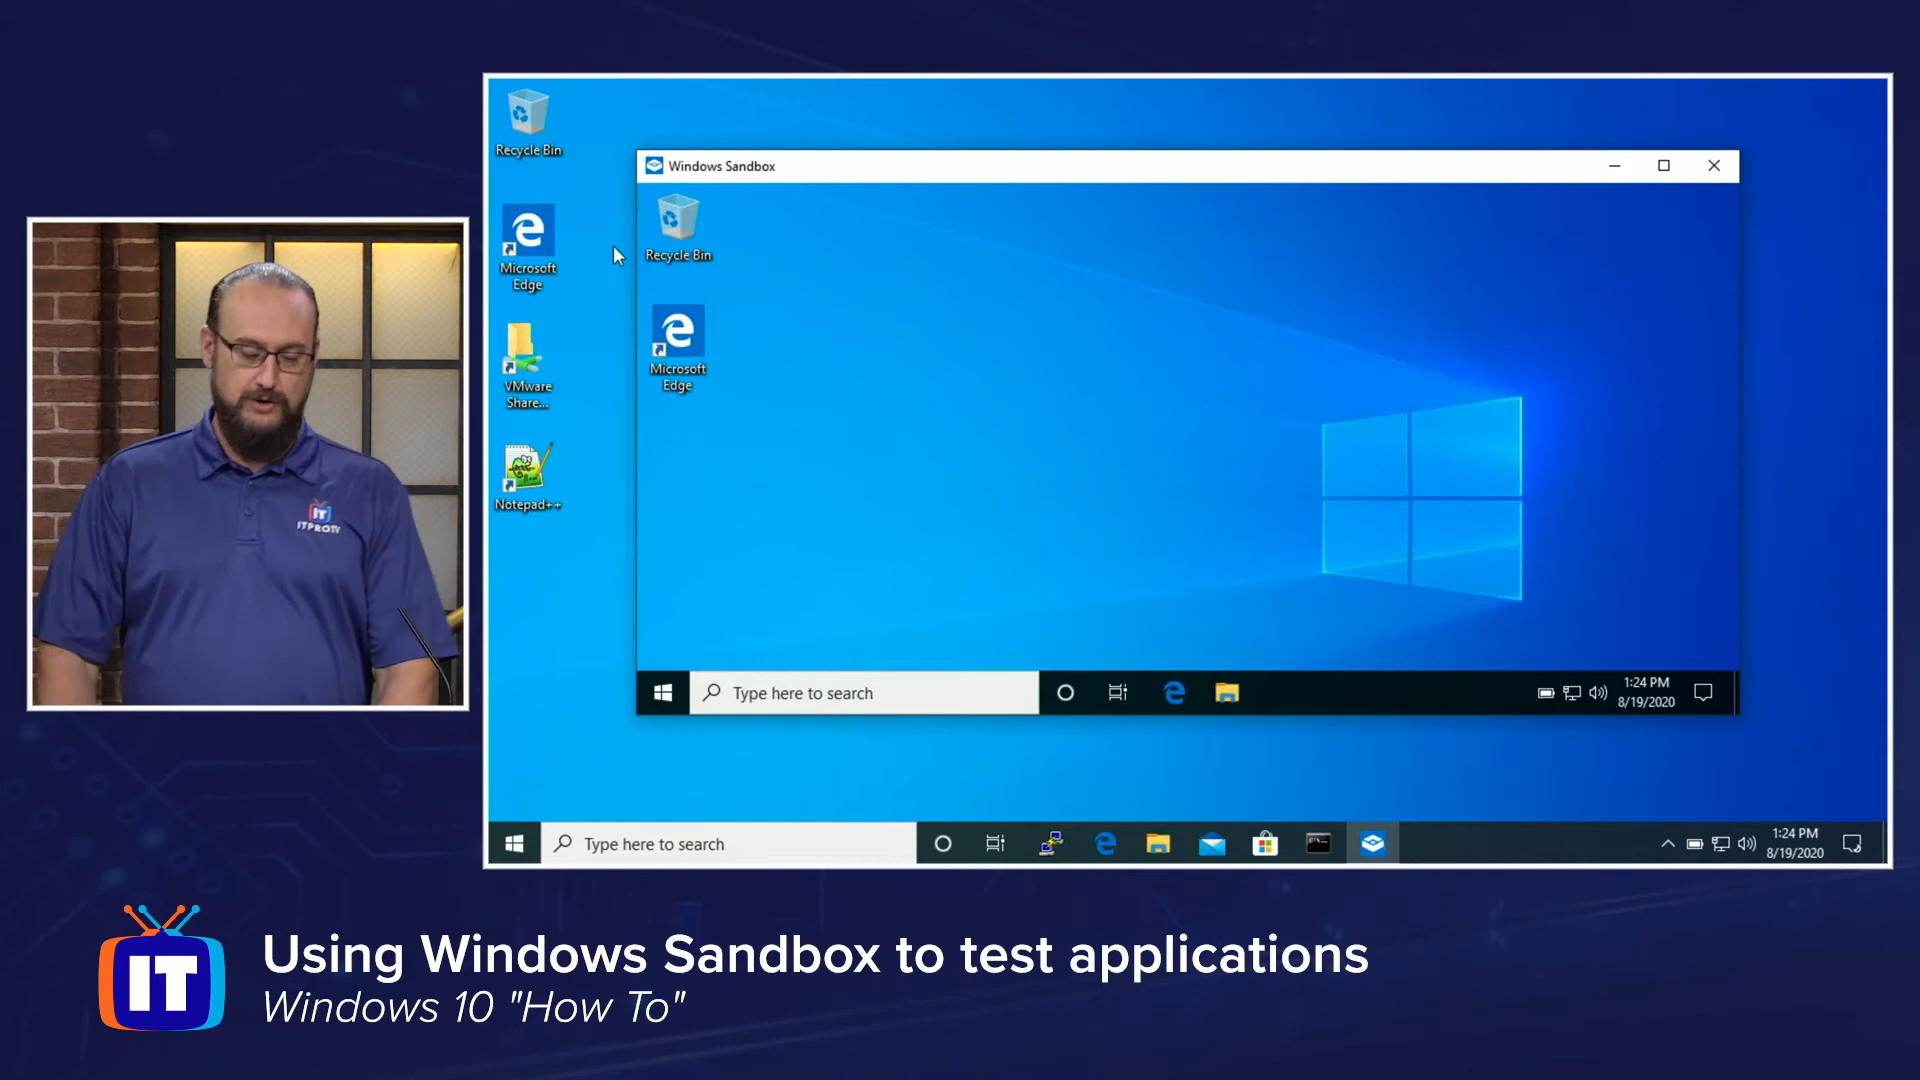 Recycle Bin
Microsoft
Edge
VMware
Share...
Notepad++
Windows Sandbox
Recycle Bin
Microsoft
Edge
Type here to search
1:24 PM
8/19/2020
Type here to search
1:24 PM
8/19/2020
IT
ITPROTV
IT
Using Windows Sandbox to test applications
Windows 10 "How To"